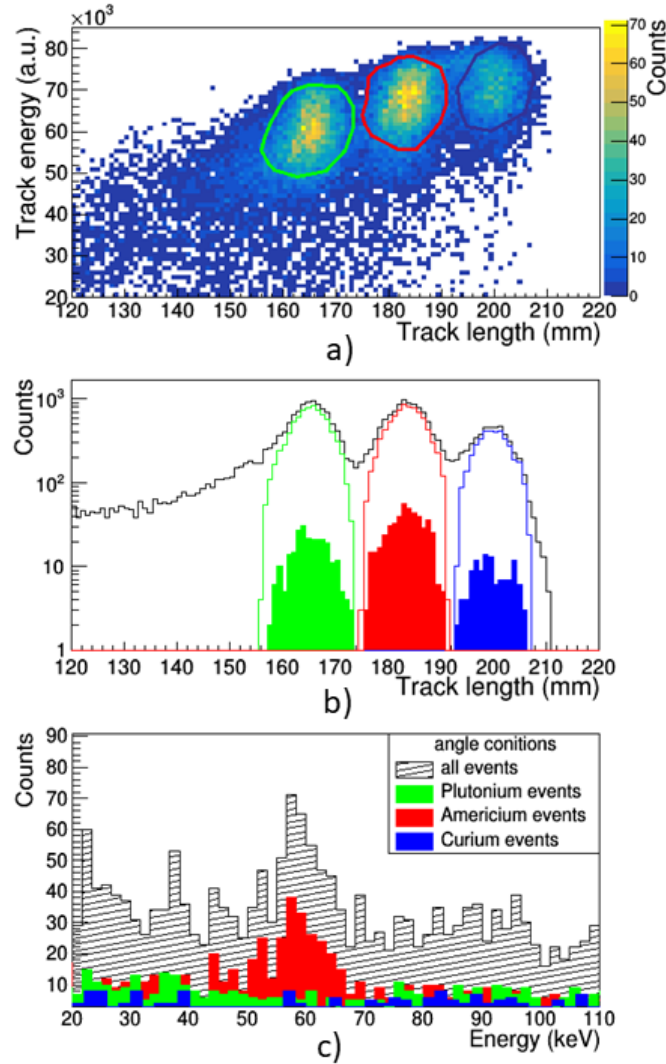 ×10³
Track energy (a.u.)
80
70
60
50
40
30
20
120 130 140 150 160 170 180 190 200 210 220
Track length (mm)
70
60
50
40
30
20
10
0
Counts
a)
Counts
10³
10²
10
1
120 130 140 150 160 170 180 190 200 210 220
Track length (mm)
b)
Counts
90
80
70
60
50
40
30
20
10
angle conitions
all events
Plutonium events
Americium events
Curium events
20 30 40 50 60 70 80 90 100 110
Energy (keV)
c)